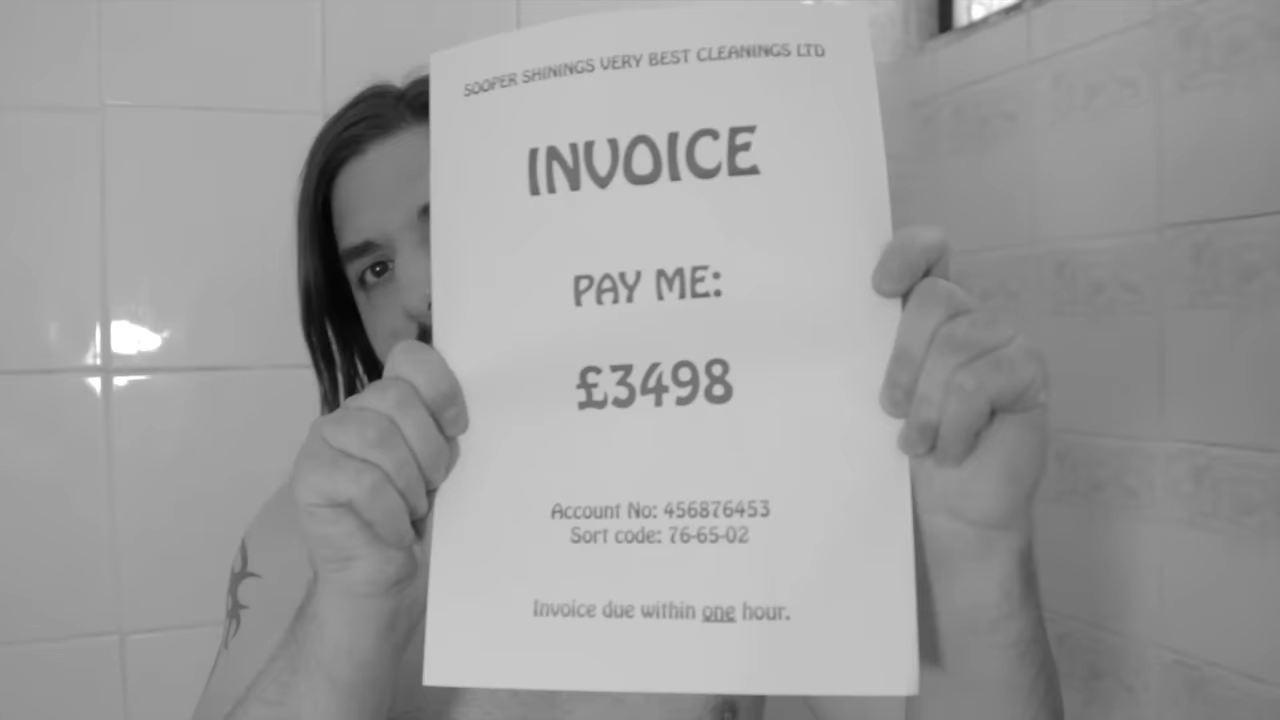 SOOPER SHININGS VERY BEST CLEANINGS LTD
INVOICE
PAY ME:
£3498
Account No: 456876453
Sort code: 76-65-02
Invoice due within one hour.